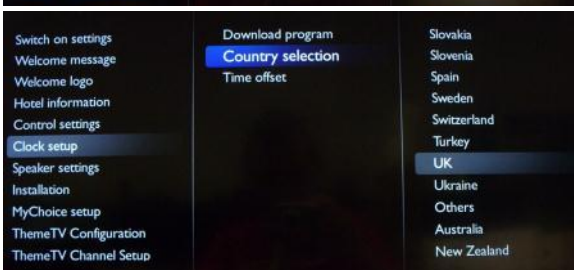 Switch on settings
Welcome message
Welcome logo
Hotel information
Control settings
Clock setup
Speaker settings
Installation
MyChoice setup
ThemeTV Configuration
ThemeTV Channel Setup
Download program
Country selection
Time offset
Slovakia
Slovenia
Spain
Sweden
Switzerland
Turkey
UK
Ukraine
Others
Australia
New Zealand